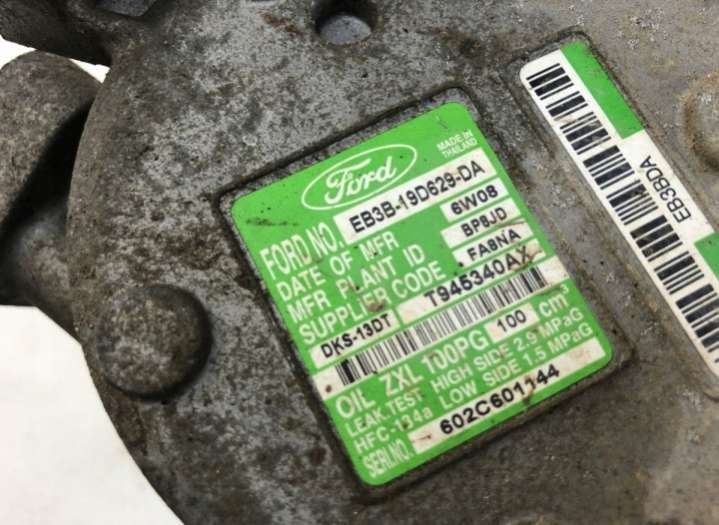 Ford
MADE IN
THAILAND
FORD NO. EB3B-19D629-DA
DATE OF MFR 6W08
MFR PLANT ID BP8JD
SUPPLIER CODE FA8NA
DKS-13DT T945340AX
OIL ZXL 100PG 100 cm³
LEAK.TEST HIGH SIDE 2.9 MPaG
HFC-134a LOW SIDE 1.5 MPaG
SERI NO. 602C601144
EB3BDA